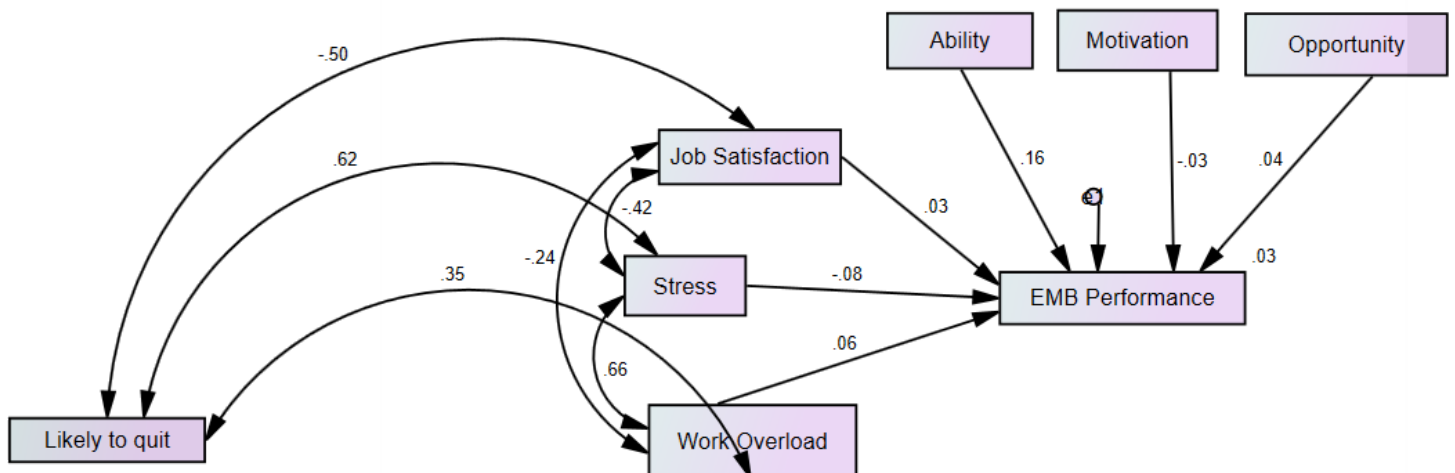 Ability
Motivation
Opportunity
-.50
.62
Job Satisfaction
.16
-.03
.04
-.42
.03
e1
-.24
.35
Stress
-.08
.03
EMB Performance
.66
.06
Likely to quit
Work Overload